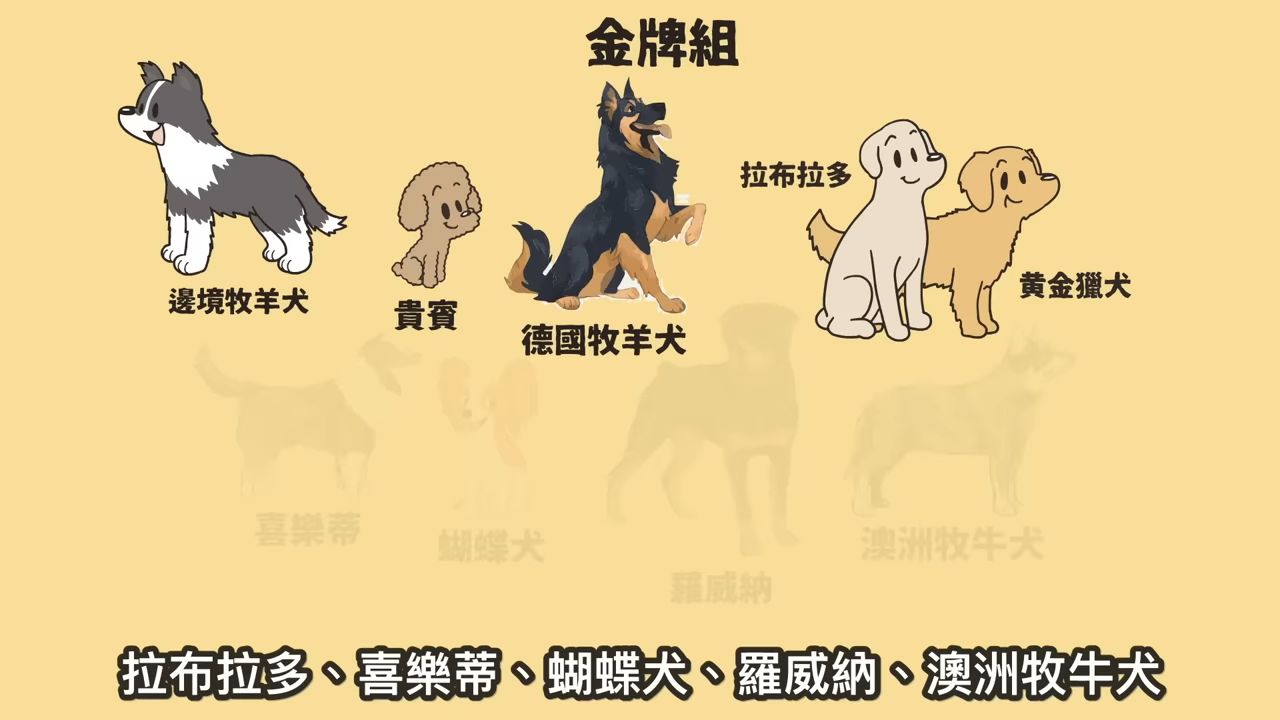 金牌組
拉布拉多
黄金獵犬
邊境牧羊犬
貴賓
德國牧羊犬
喜樂蒂
蝴蝶犬
澳洲牧牛犬
羅威納
拉布拉多、喜樂蒂、蝴蝶犬、羅威納、澳洲牧牛犬